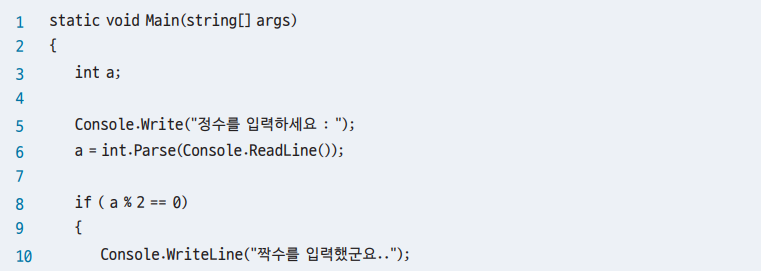 1 static void Main(string[] args)
2 {
3 int a;
4
5 Console.Write("정수를 입력하세요 : ");
6 a = int.Parse(Console.ReadLine());
7
8 if ( a % 2 == 0)
9 {
10 Console.WriteLine("짝수를 입력했군요..");